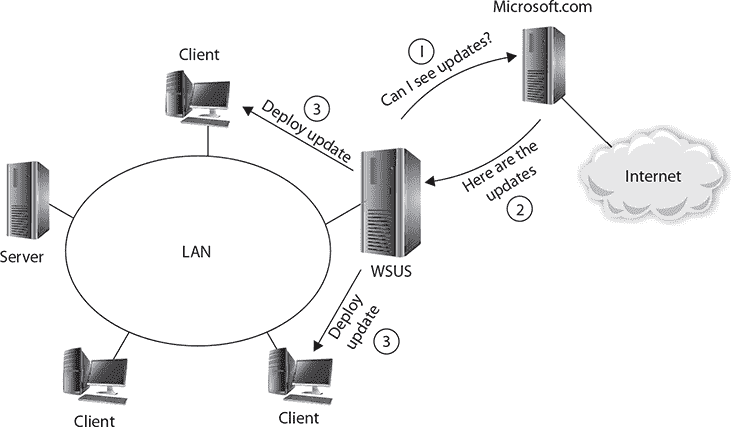 Microsoft.com
1
Can I see updates?
Client
3
Deploy update
Here are the
updates
2
Internet
Server
LAN
WSUS
Deploy
update
3
Client
Client